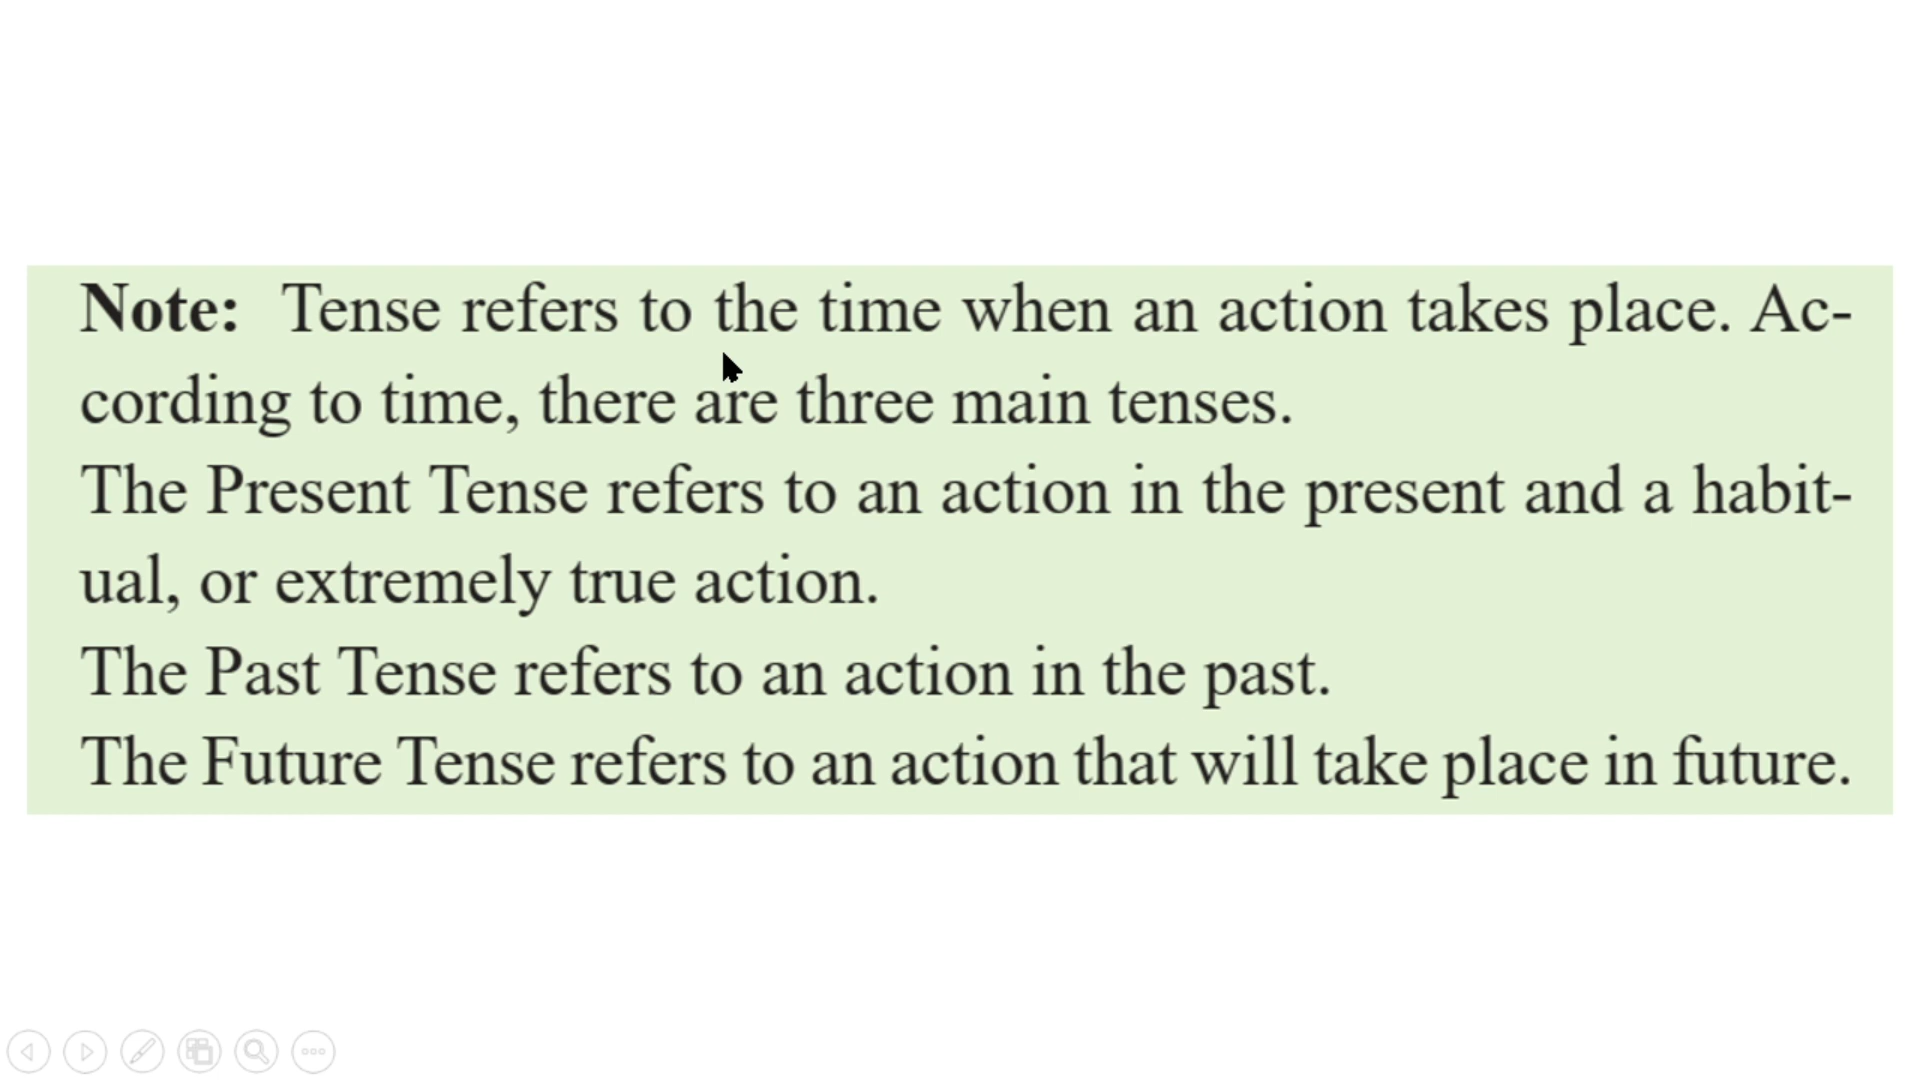 Note: Tense refers to the time when an action takes place. Ac-
cording to time, there are three main tenses.
The Present Tense refers to an action in the present and a habit-
ual, or extremely true action.
The Past Tense refers to an action in the past.
The Future Tense refers to an action that will take place in future.